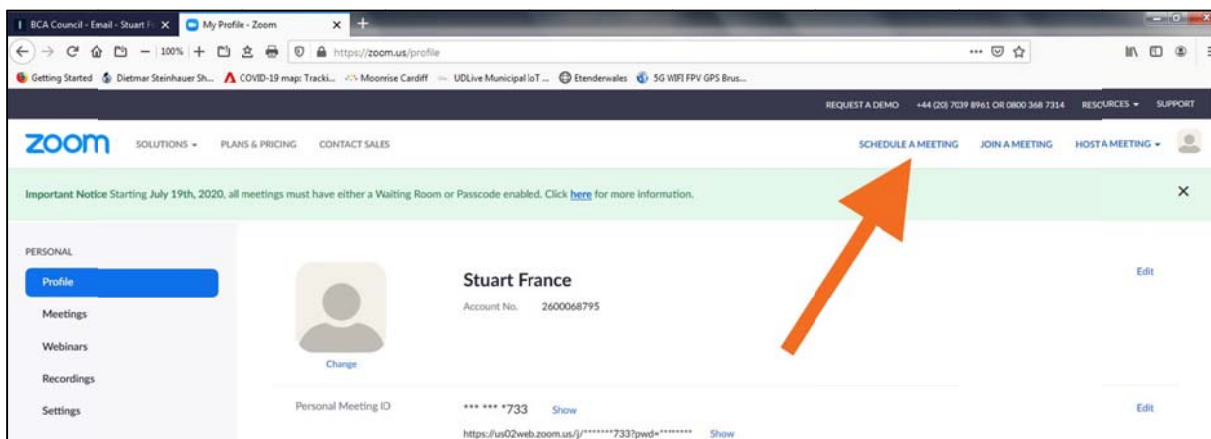 BCA Council - Email - Stuart Fr
My Profile - Zoom
100%
https://zoom.us/profile
Getting Started Dietmar Steinhauer Sh... COVID-19 map: Tracki... Moonrise Cardiff UDLive Municipal IoT ... Etenderwales 5G WIFI FPV GPS Brus...
REQUEST A DEMO +44 (20) 7039 8961 OR 0800 368 7314 RESOURCES SUPPORT
zoom SOLUTIONS PLANS & PRICING CONTACT SALES SCHEDULE A MEETING JOIN A MEETING HOST A MEETING
Important Notice Starting July 19th, 2020, all meetings must have either a Waiting Room or Passcode enabled. Click here for more information.
PERSONAL
Profile
Meetings
Webinars
Recordings
Settings
Change
Stuart France
Edit
Account No. 2600068795
Personal Meeting ID *** *** *733 Show Edit
https://us02web.zoom.us/j/*******733?pwd=******** Show